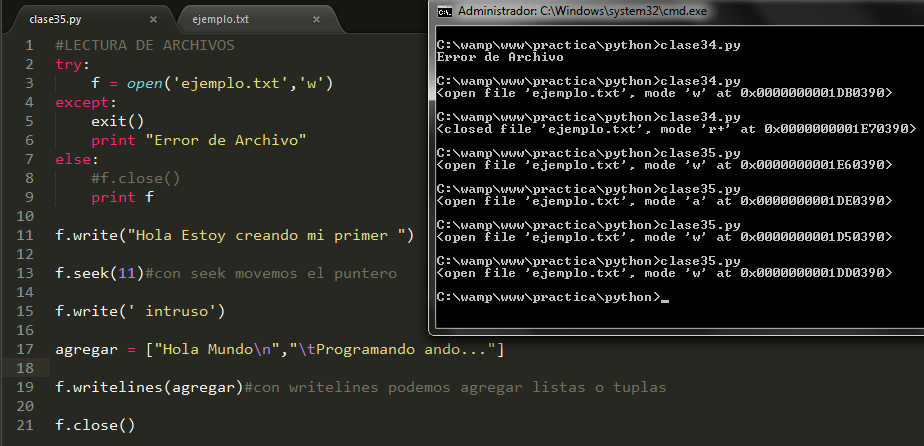 clase35.py × ejemplo.txt ×
1 #LECTURA DE ARCHIVOS
2 try:
3 f = open('ejemplo.txt','w')
4 except:
5 exit()
6 print "Error de Archivo"
7 else:
8 #f.close()
9 print f
10
11 f.write("Hola Estoy creando mi primer ")
12
13 f.seek(11)#con seek movemos el puntero
14
15 f.write(' intruso')
16
17 agregar = ["Hola Mundo\n","\tProgramando ando..."]
18
19 f.writelines(agregar)#con writelines podemos agregar listas o tuplas
20
21 f.close()
Administrador: C:\Windows\system32\cmd.exe
C:\wamp\www\practica\python>clase34.py
Error de Archivo
C:\wamp\www\practica\python>clase34.py
<open file 'ejemplo.txt', mode 'w' at 0x0000000001DB0390>
C:\wamp\www\practica\python>clase34.py
<closed file 'ejemplo.txt', mode 'r+' at 0x0000000001E70390>
C:\wamp\www\practica\python>clase35.py
<open file 'ejemplo.txt', mode 'w' at 0x0000000001E60390>
C:\wamp\www\practica\python>clase35.py
<open file 'ejemplo.txt', mode 'a' at 0x0000000001DE0390>
C:\wamp\www\practica\python>clase35.py
<open file 'ejemplo.txt', mode 'w' at 0x0000000001D50390>
C:\wamp\www\practica\python>clase35.py
<open file 'ejemplo.txt', mode 'w' at 0x0000000001DD0390>
C:\wamp\www\practica\python>_